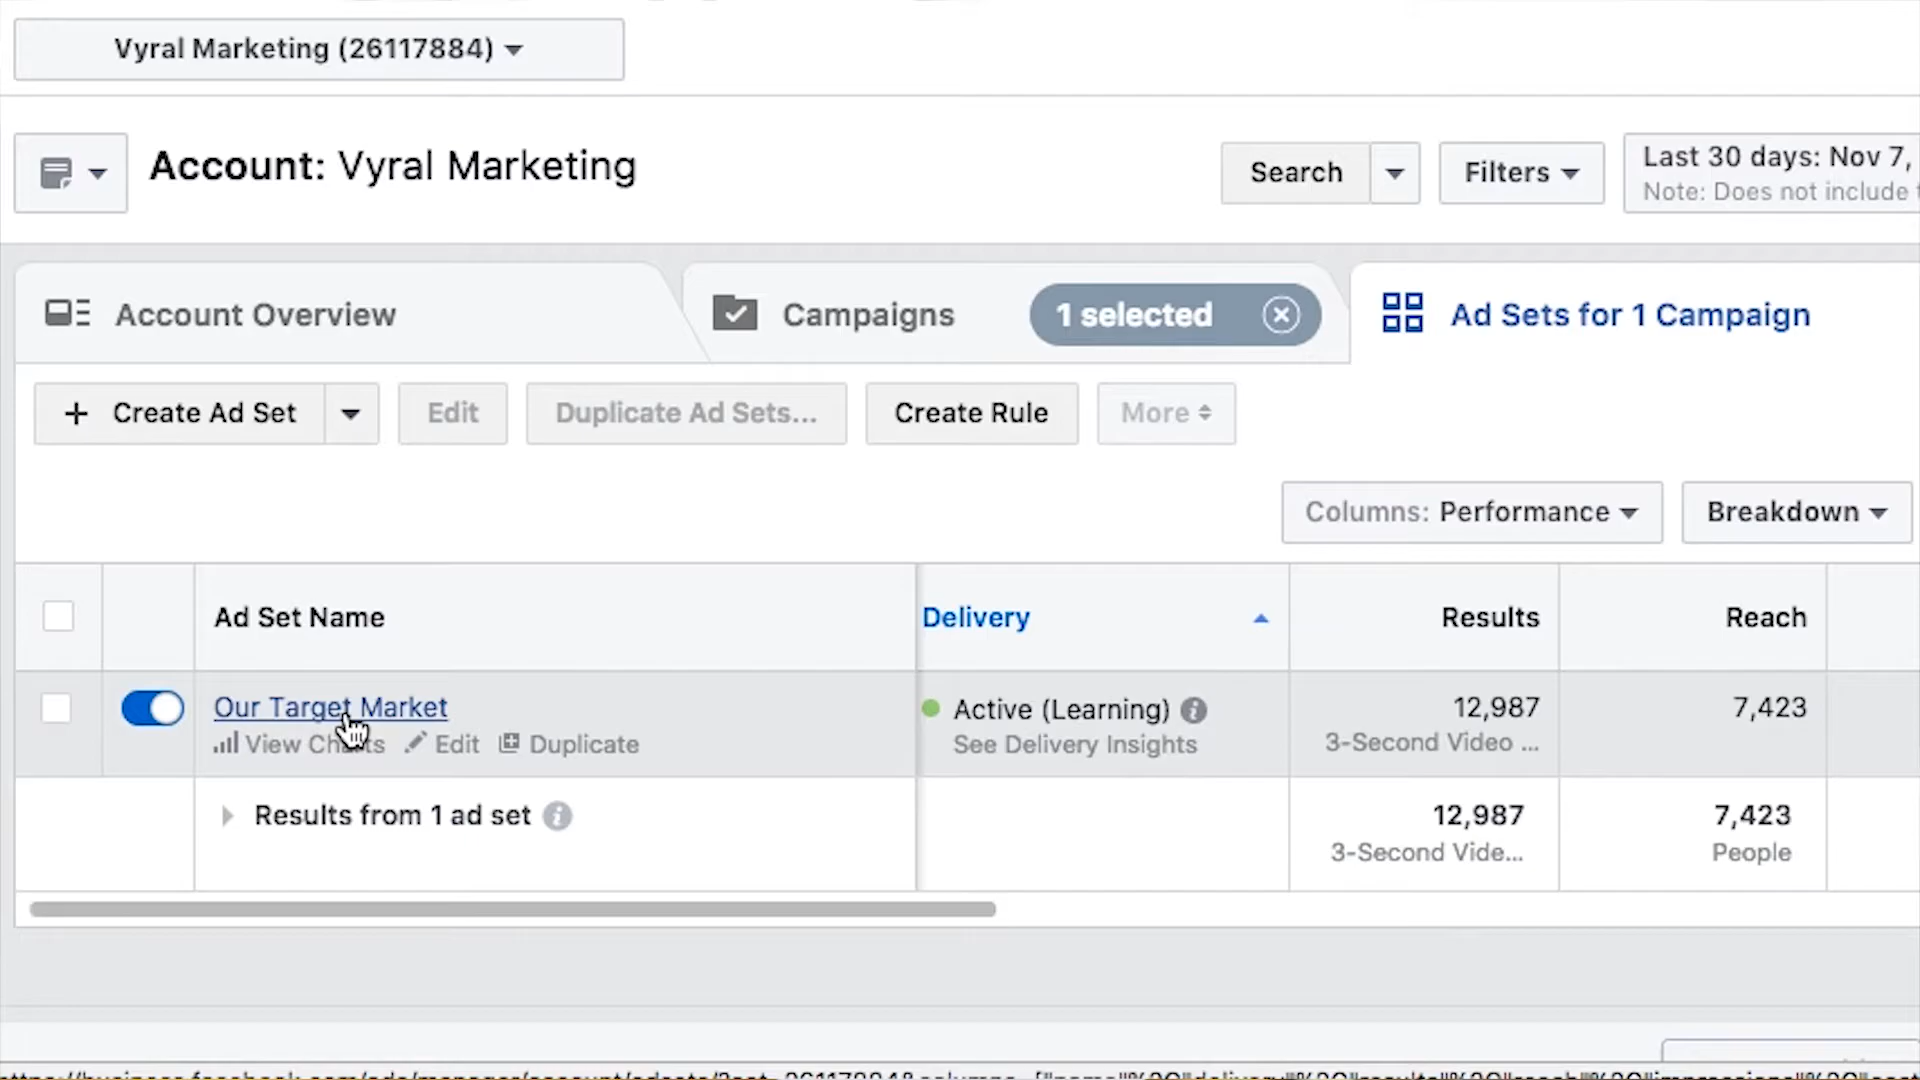 Vyral Marketing (26117884)
Account: Vyral Marketing
Search
Filters
Last 30 days: Nov 7,
Note: Does not include
Account Overview
Campaigns
1 selected
Ad Sets for 1 Campaign
+ Create Ad Set
Edit
Duplicate Ad Sets...
Create Rule
More
Columns: Performance
Breakdown
Ad Set Name
Delivery
Results
Reach
Our Target Market
Active (Learning)
12,987
7,423
View Charts
Edit
Duplicate
See Delivery Insights
3-Second Video ...
Results from 1 ad set
12,987
7,423
3-Second Vide...
People